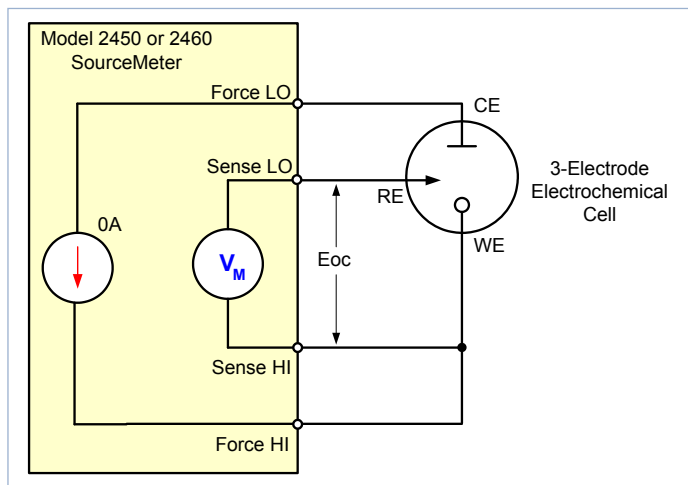 Model 2450 or 2460
SourceMeter
Force LO
CE
Sense LO
3-Electrode
Electrochemical
Cell
RE
0A
WE
VM
Eoc
Sense HI
Force HI